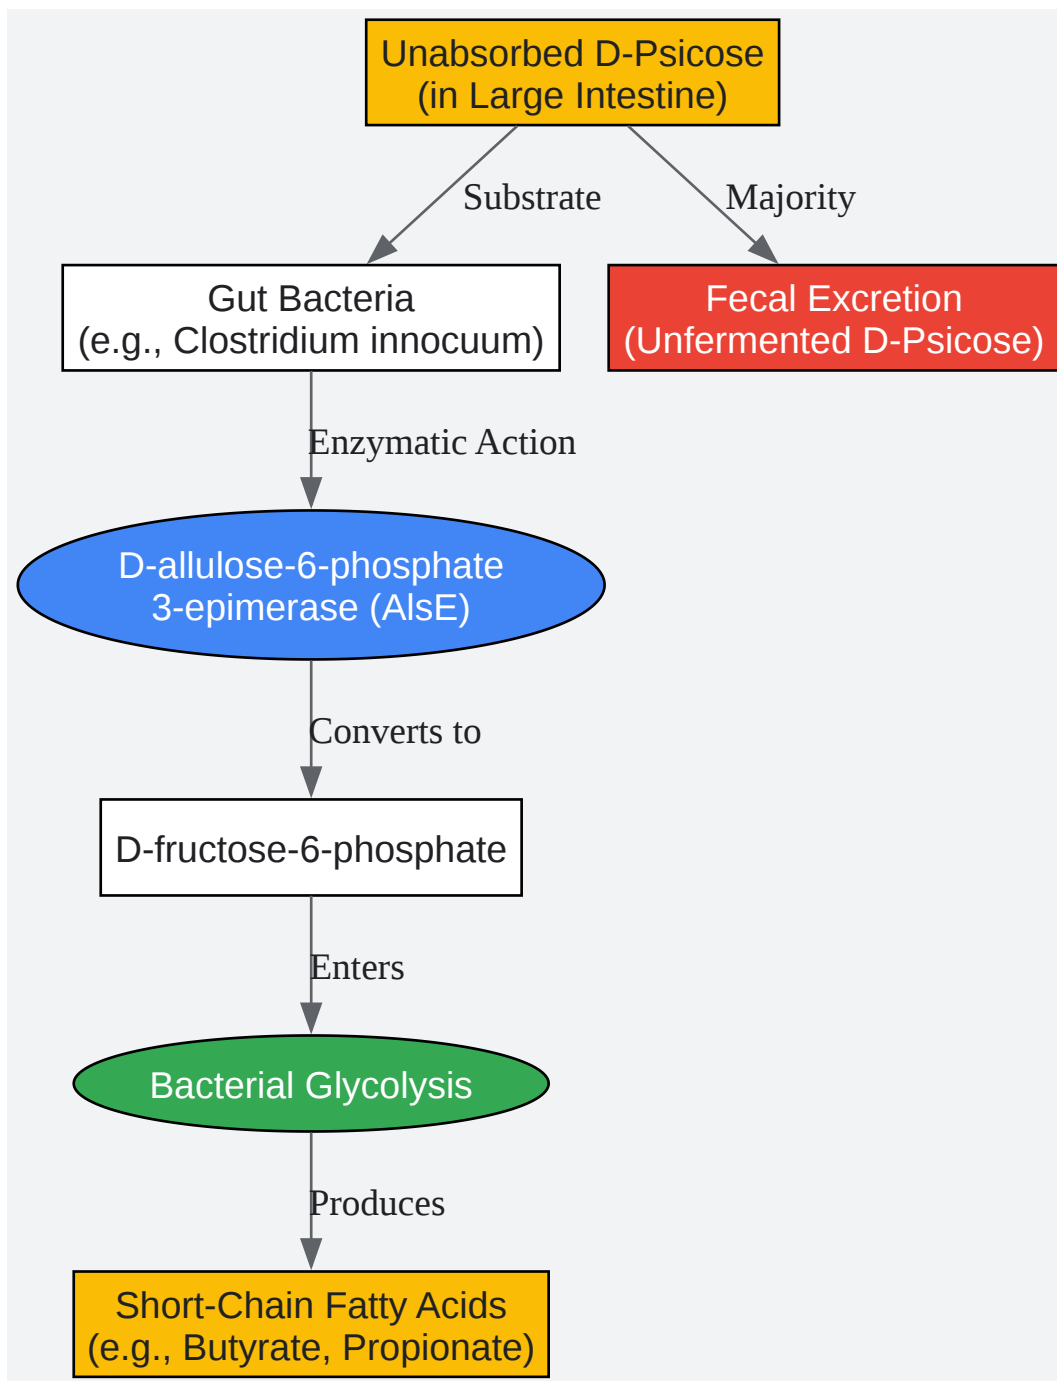 Unabsorbed D-Psicose
(in Large Intestine)
Substrate
Majority
Gut Bacteria
(e.g., Clostridium innocuum)
Fecal Excretion
(Unfermented D-Psicose)
Enzymatic Action
D-allulose-6-phosphate
3-epimerase (AlsE)
Converts to
D-fructose-6-phosphate
Enters
Bacterial Glycolysis
Produces
Short-Chain Fatty Acids
(e.g., Butyrate, Propionate)